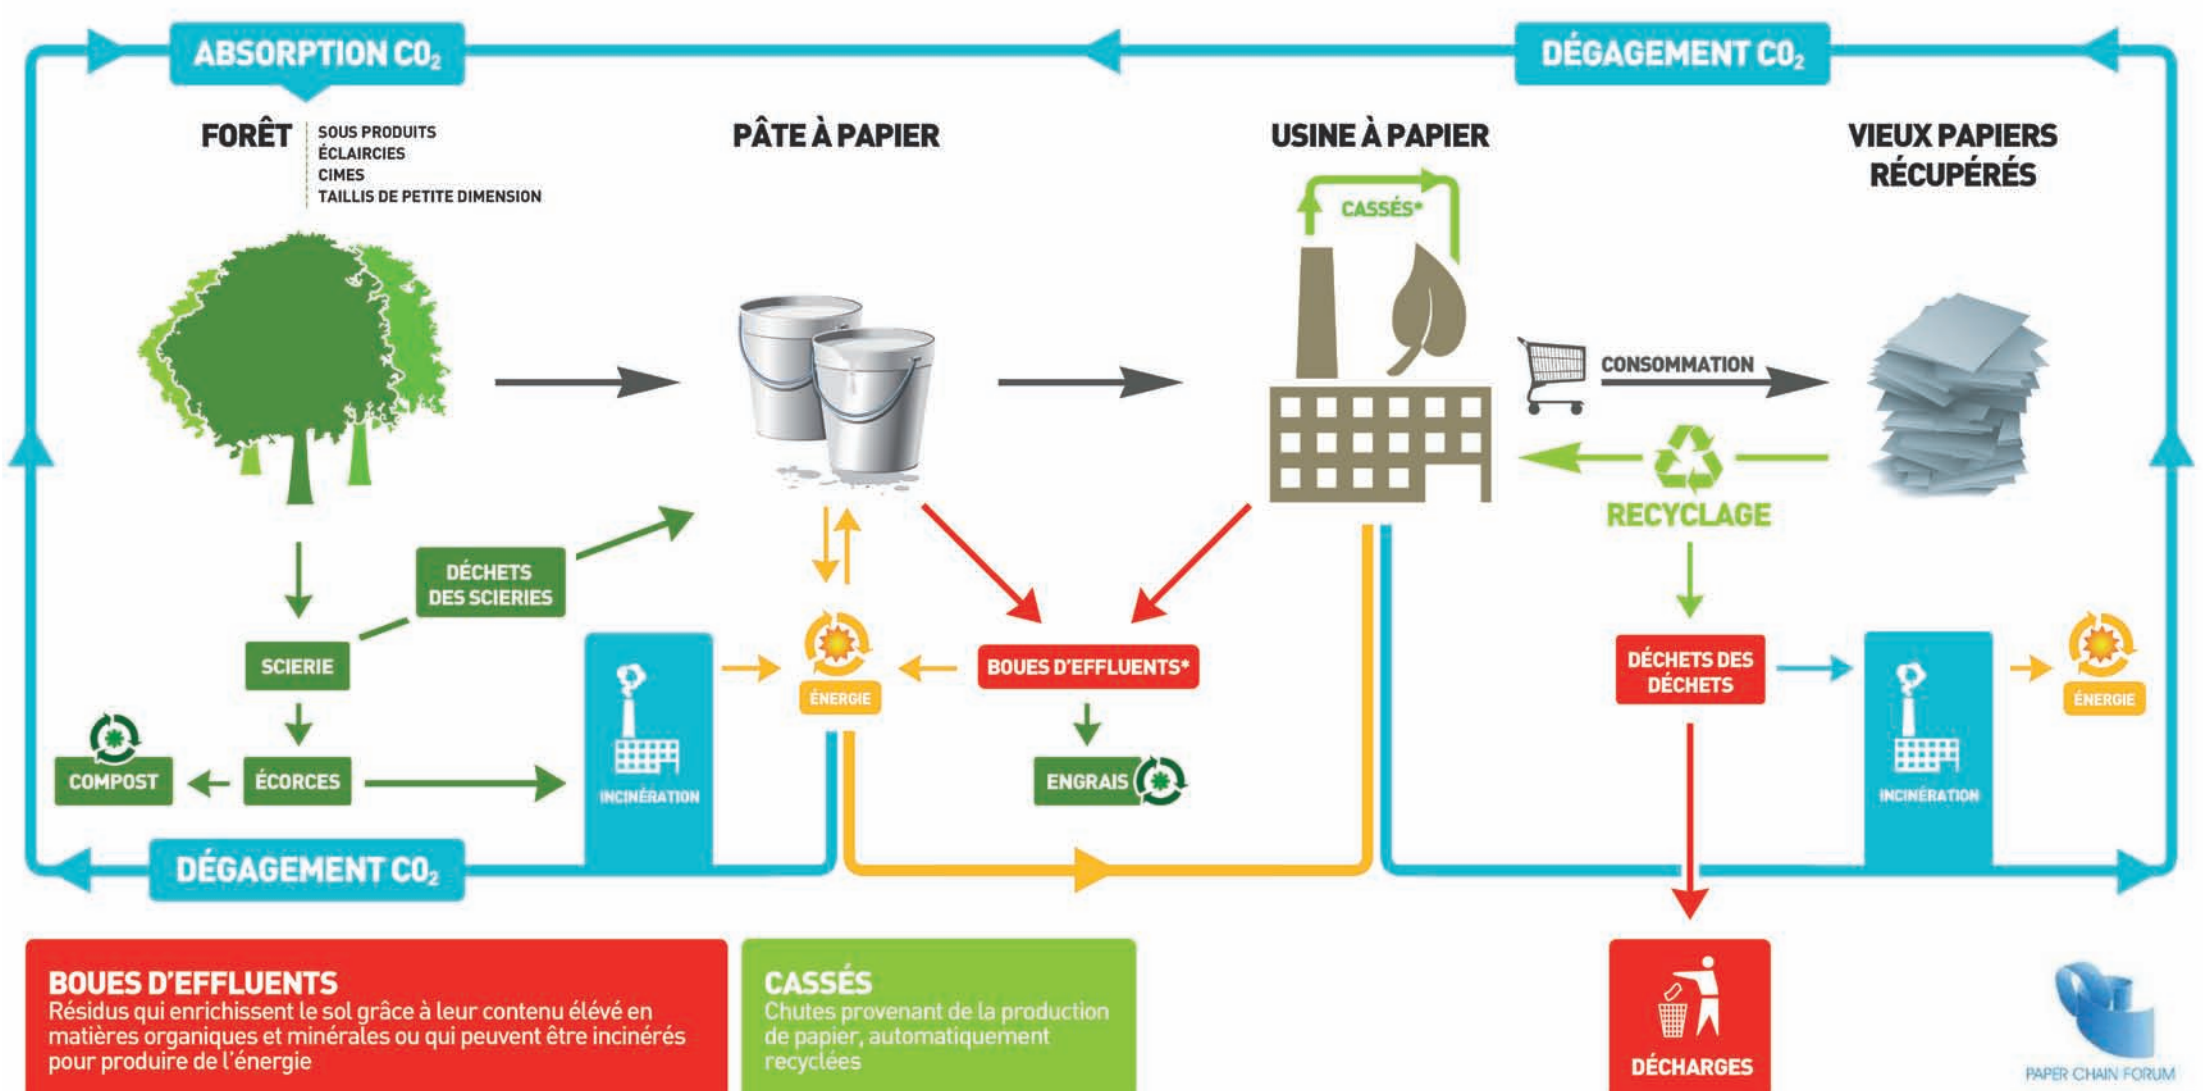 ABSORPTION CO₂
DÉGAGEMENT CO₂
FORÊT
SOUS PRODUITS
ÉCLAIRCIES
CIMES
TAILLIS DE PETITE DIMENSION
PÂTE À PAPIER
USINE À PAPIER
VIEUX PAPIERS
RÉCUPÉRÉS
CASSÉS*
CONSOMMATION
RECYCLAGE
DÉCHETS
DES SCIERIES
SCIERIE
ÉCORCES
COMPOST
INCINÉRATION
ÉNERGIE
BOUES D'EFFLUENTS*
ENGRAIS
DÉCHETS DES
DÉCHETS
INCINÉRATION
ÉNERGIE
DÉGAGEMENT CO₂
BOUES D'EFFLUENTS
Résidus qui enrichissent le sol grâce à leur contenu élévé en
matières organiques et minérales ou qui peuvent être incinérés
pour produire de l'énergie
CASSÉS
Chutes provenant de la production
de papier, automatiquement
recyclées
DÉCHARGES
PAPER CHAIN FORUM